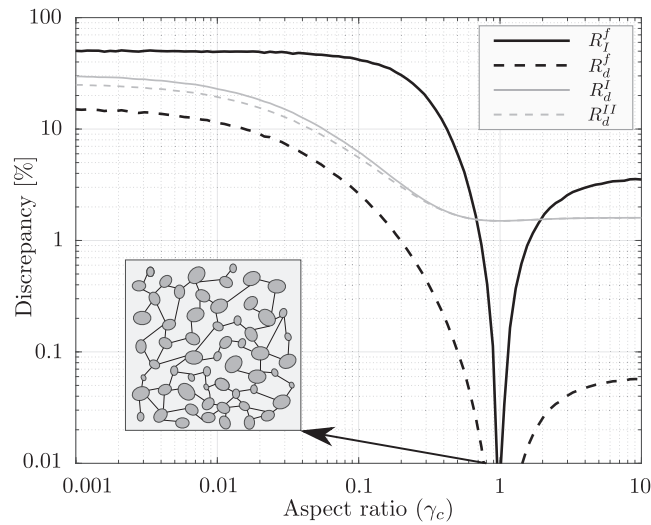 100
10
1
0.1
0.01
Discrepancy [%]
R_I^f
R_d^f
R_d^I
R_d^{II}
0.001 0.01 0.1 1 10
Aspect ratio (γ_c)